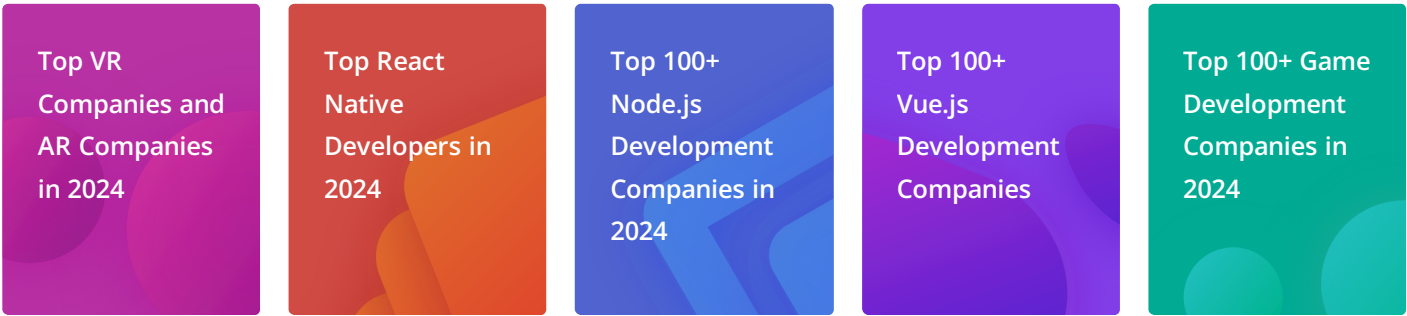 Top VR
Companies and
AR Companies
in 2024
Top React
Native
Developers in
2024
Top 100+
Node.js
Development
Companies in
2024
Top 100+
Vue.js
Development
Companies
Top 100+ Game
Development
Companies in
2024